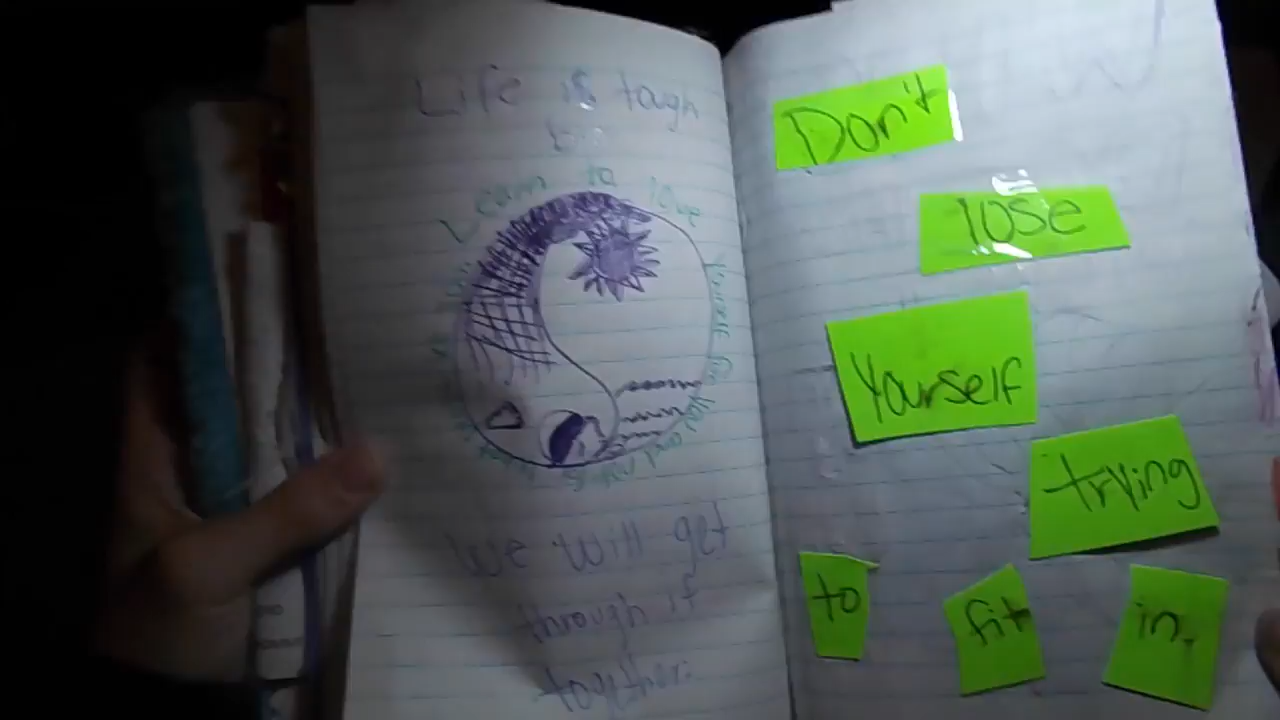 Life is tough
Learn to love
We will get
through it
together.
Don't
lose
Yourself
trying
to
fit
in.